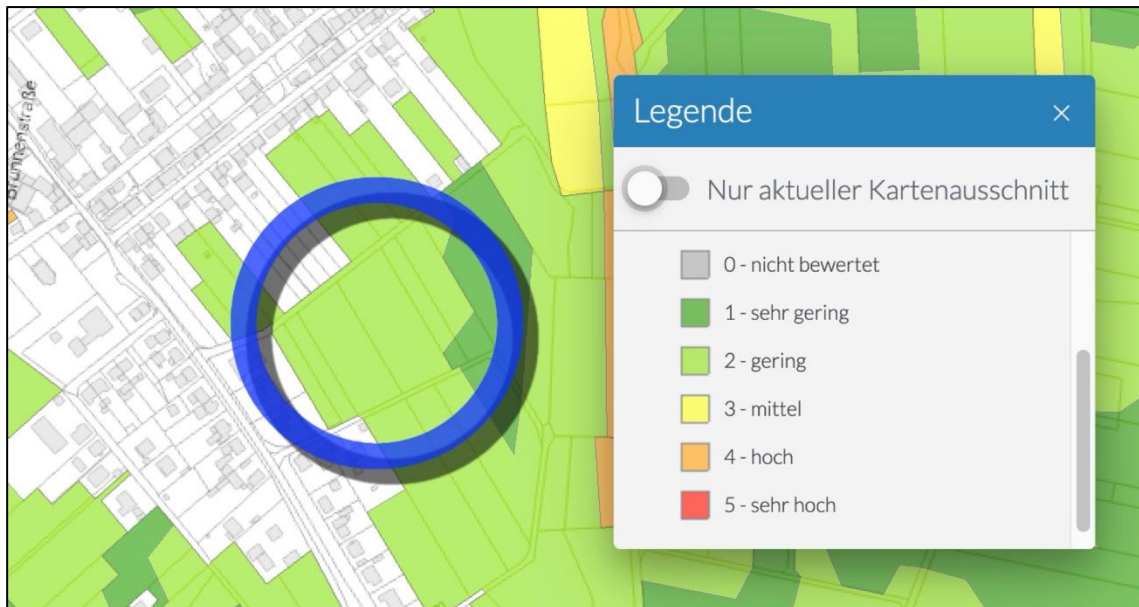 Brunnenstraße
Legende
Nur aktueller Kartenausschnitt
0 - nicht bewertet
1 - sehr gering
2 - gering
3 - mittel
4 - hoch
5 - sehr hoch